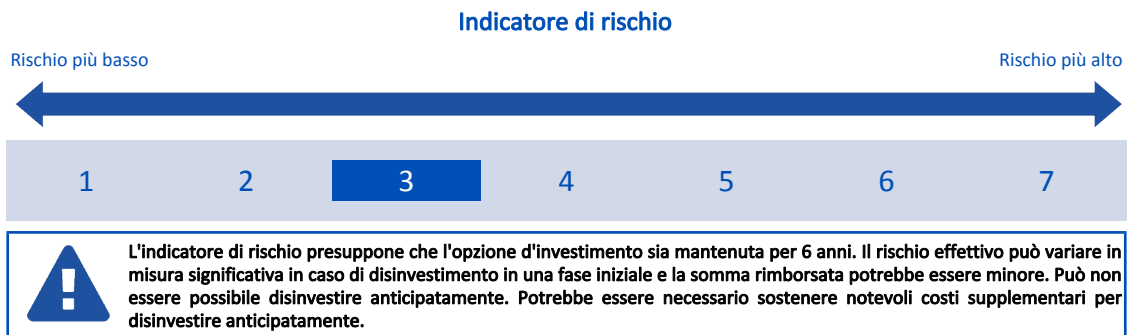 Indicatore di rischio
Rischio più basso
Rischio più alto
1 2 3 4 5 6 7
L'indicatore di rischio presuppone che l'opzione d'investimento sia mantenuta per 6 anni. Il rischio effettivo può variare in
misura significativa in caso di disinvestimento in una fase iniziale e la somma rimborsata potrebbe essere minore. Può non
essere possibile disinvestire anticipatamente. Potrebbe essere necessario sostenere notevoli costi supplementari per
disinvestire anticipatamente.